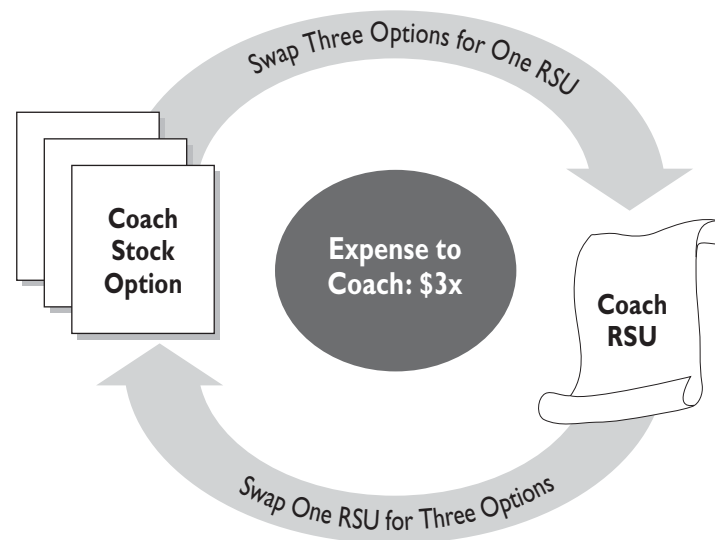 Swap Three Options for One RSU
Coach
Stock
Option
Expense to
Coach: $3x
Coach
RSU
Swap One RSU for Three Options